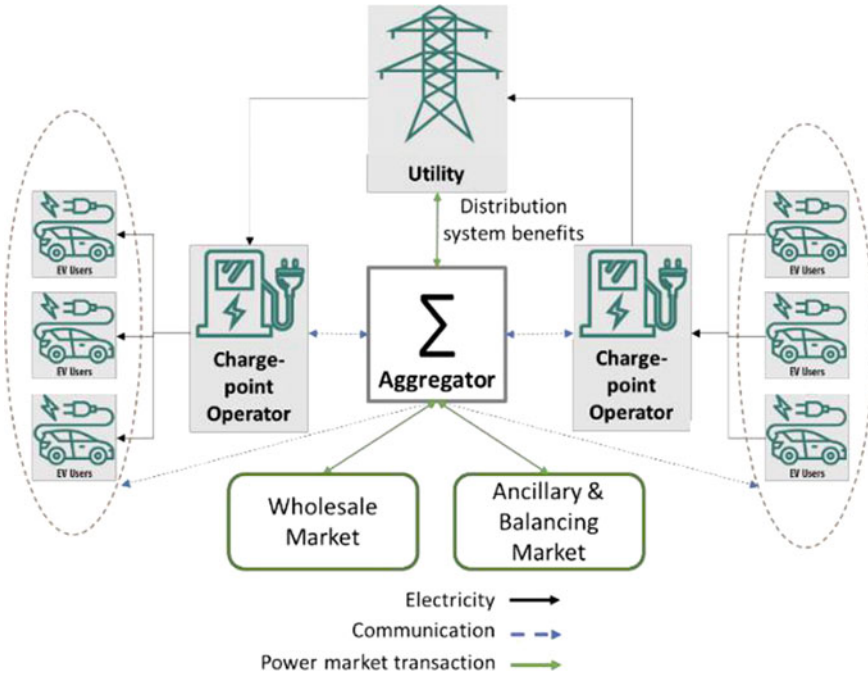 Utility
Distribution
system benefits
EV Users
EV Users
EV Users
Charge-
point
Operator
Σ
Aggregator
Charge-
point
Operator
EV Users
EV Users
EV Users
Wholesale
Market
Ancillary &
Balancing
Market
Electricity
Communication
Power market transaction